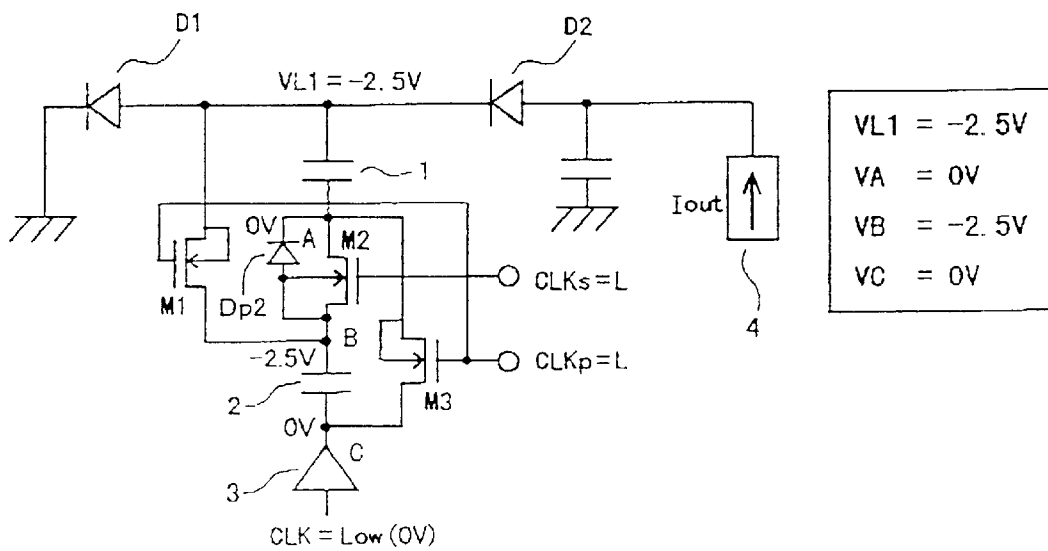 D1
D2
VL1 = -2.5V
1
0V
A
M2
Dp2
M1
B
-2.5V
2
0V
C
3
M3
CLK = Low (0V)
CLKs = L
CLKp = L
Iout
4
VL1 = -2.5V
VA = 0V
VB = -2.5V
VC = 0V